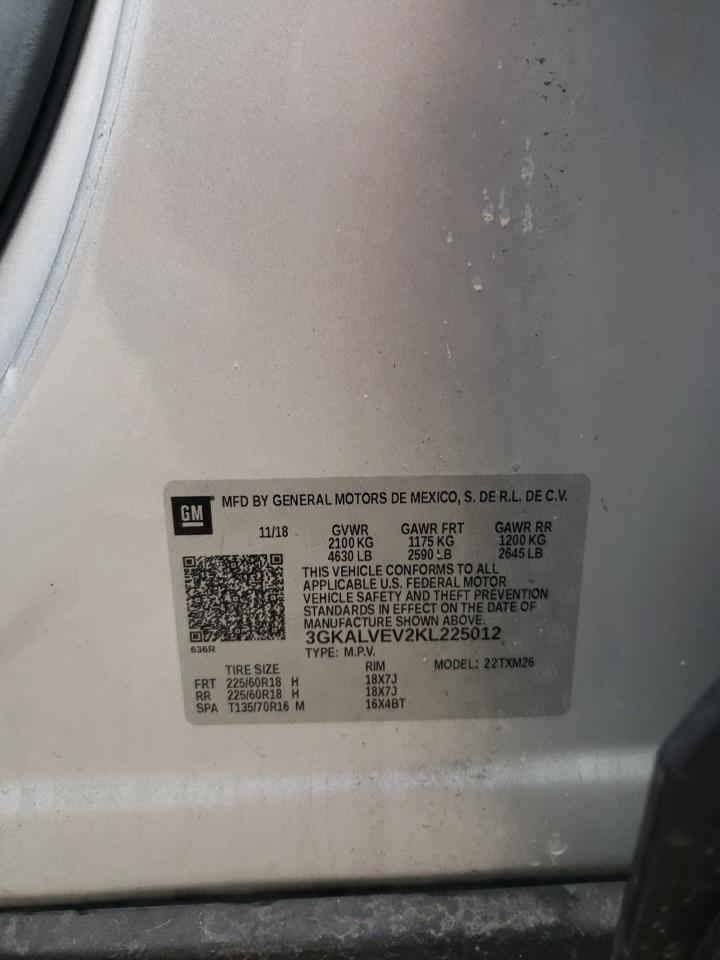 GM® MFD BY GENERAL MOTORS DE MEXICO, S. DE R.L. DE C.V.
11/18 GVWR GAWR FRT GAWR RR
2100 KG 1175 KG 1200 KG
4630 LB 2590 LB 2645 LB
THIS VEHICLE CONFORMS TO ALL
APPLICABLE U.S. FEDERAL MOTOR
VEHICLE SAFETY AND THEFT PREVENTION
STANDARDS IN EFFECT ON THE DATE OF
MANUFACTURE SHOWN ABOVE.
3GKALVEV2KL225012
636R TYPE: M.P.V.
TIRE SIZE RIM MODEL: 22TXM26
FRT 225/60R18 H 18X7J
RR 225/60R18 H 18X7J
SPA T135/70R16 M 16X4BT